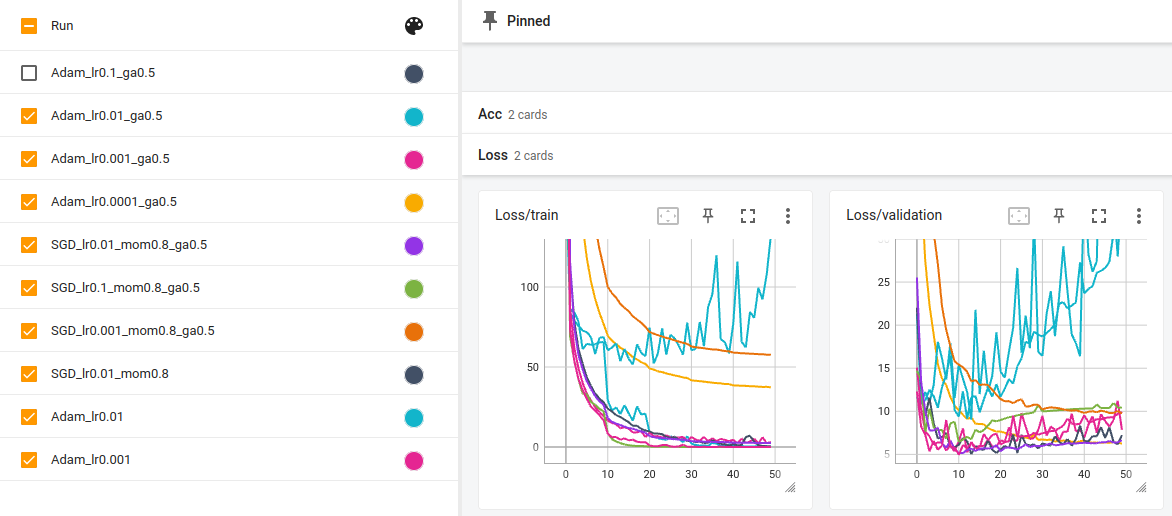 Run
Adam_lr0.1_ga0.5
Adam_lr0.01_ga0.5
Adam_lr0.001_ga0.5
Adam_lr0.0001_ga0.5
SGD_lr0.01_mom0.8_ga0.5
SGD_lr0.1_mom0.8_ga0.5
SGD_lr0.001_mom0.8_ga0.5
SGD_lr0.01_mom0.8
Adam_lr0.01
Adam_lr0.001
Pinned
Acc 2 cards
Loss 2 cards
Loss/train
100
50
0
0 10 20 30 40 50
Loss/validation
30
25
20
15
10
5
0 10 20 30 40 50